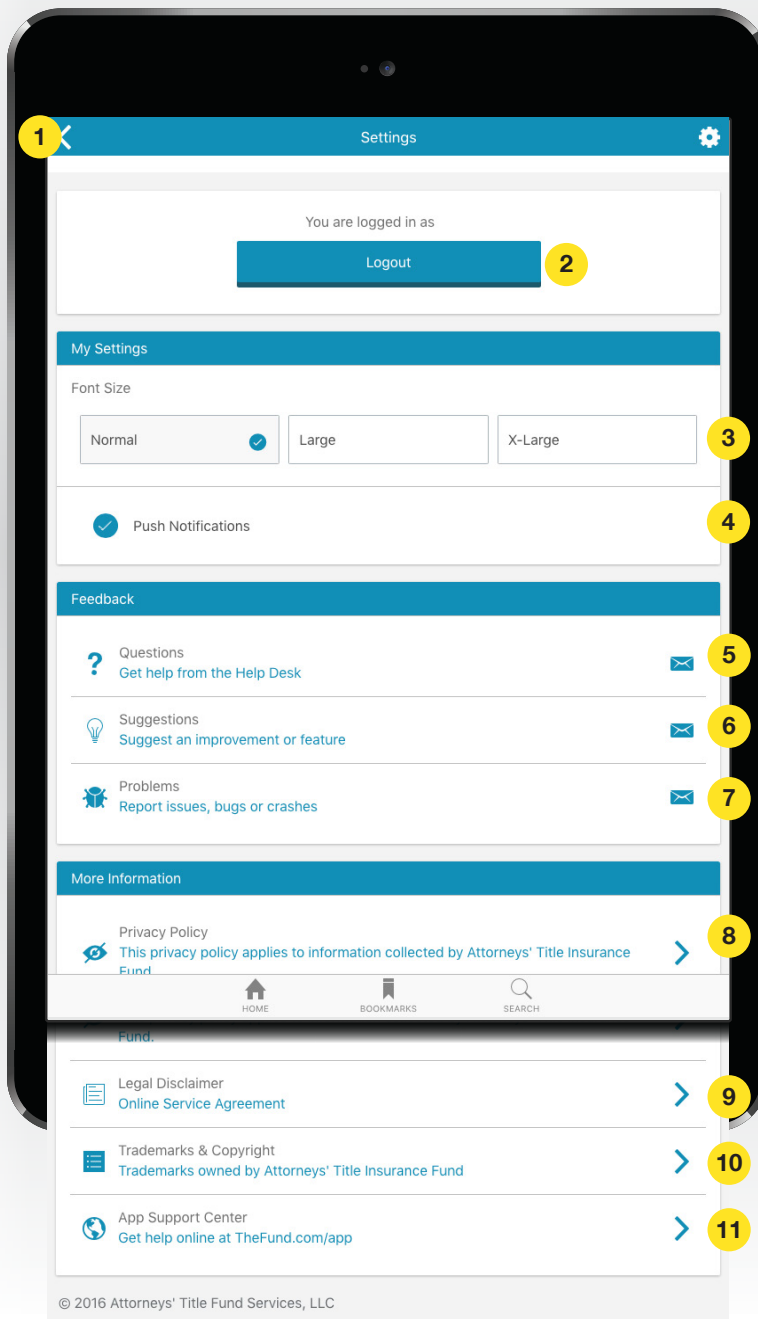 1
Settings
You are logged in as
Logout
2
My Settings
Font Size
Normal
Large
X-Large
3
Push Notifications
4
Feedback
Questions
Get help from the Help Desk
5
Suggestions
Suggest an improvement or feature
6
Problems
Report issues, bugs or crashes
7
More Information
Privacy Policy
This privacy policy applies to information collected by Attorneys' Title Insurance
Fund
8
HOME
BOOKMARKS
SEARCH
Fund.
Legal Disclaimer
Online Service Agreement
9
Trademarks & Copyright
Trademarks owned by Attorneys' Title Insurance Fund
10
App Support Center
Get help online at TheFund.com/app
11
© 2016 Attorneys' Title Fund Services, LLC